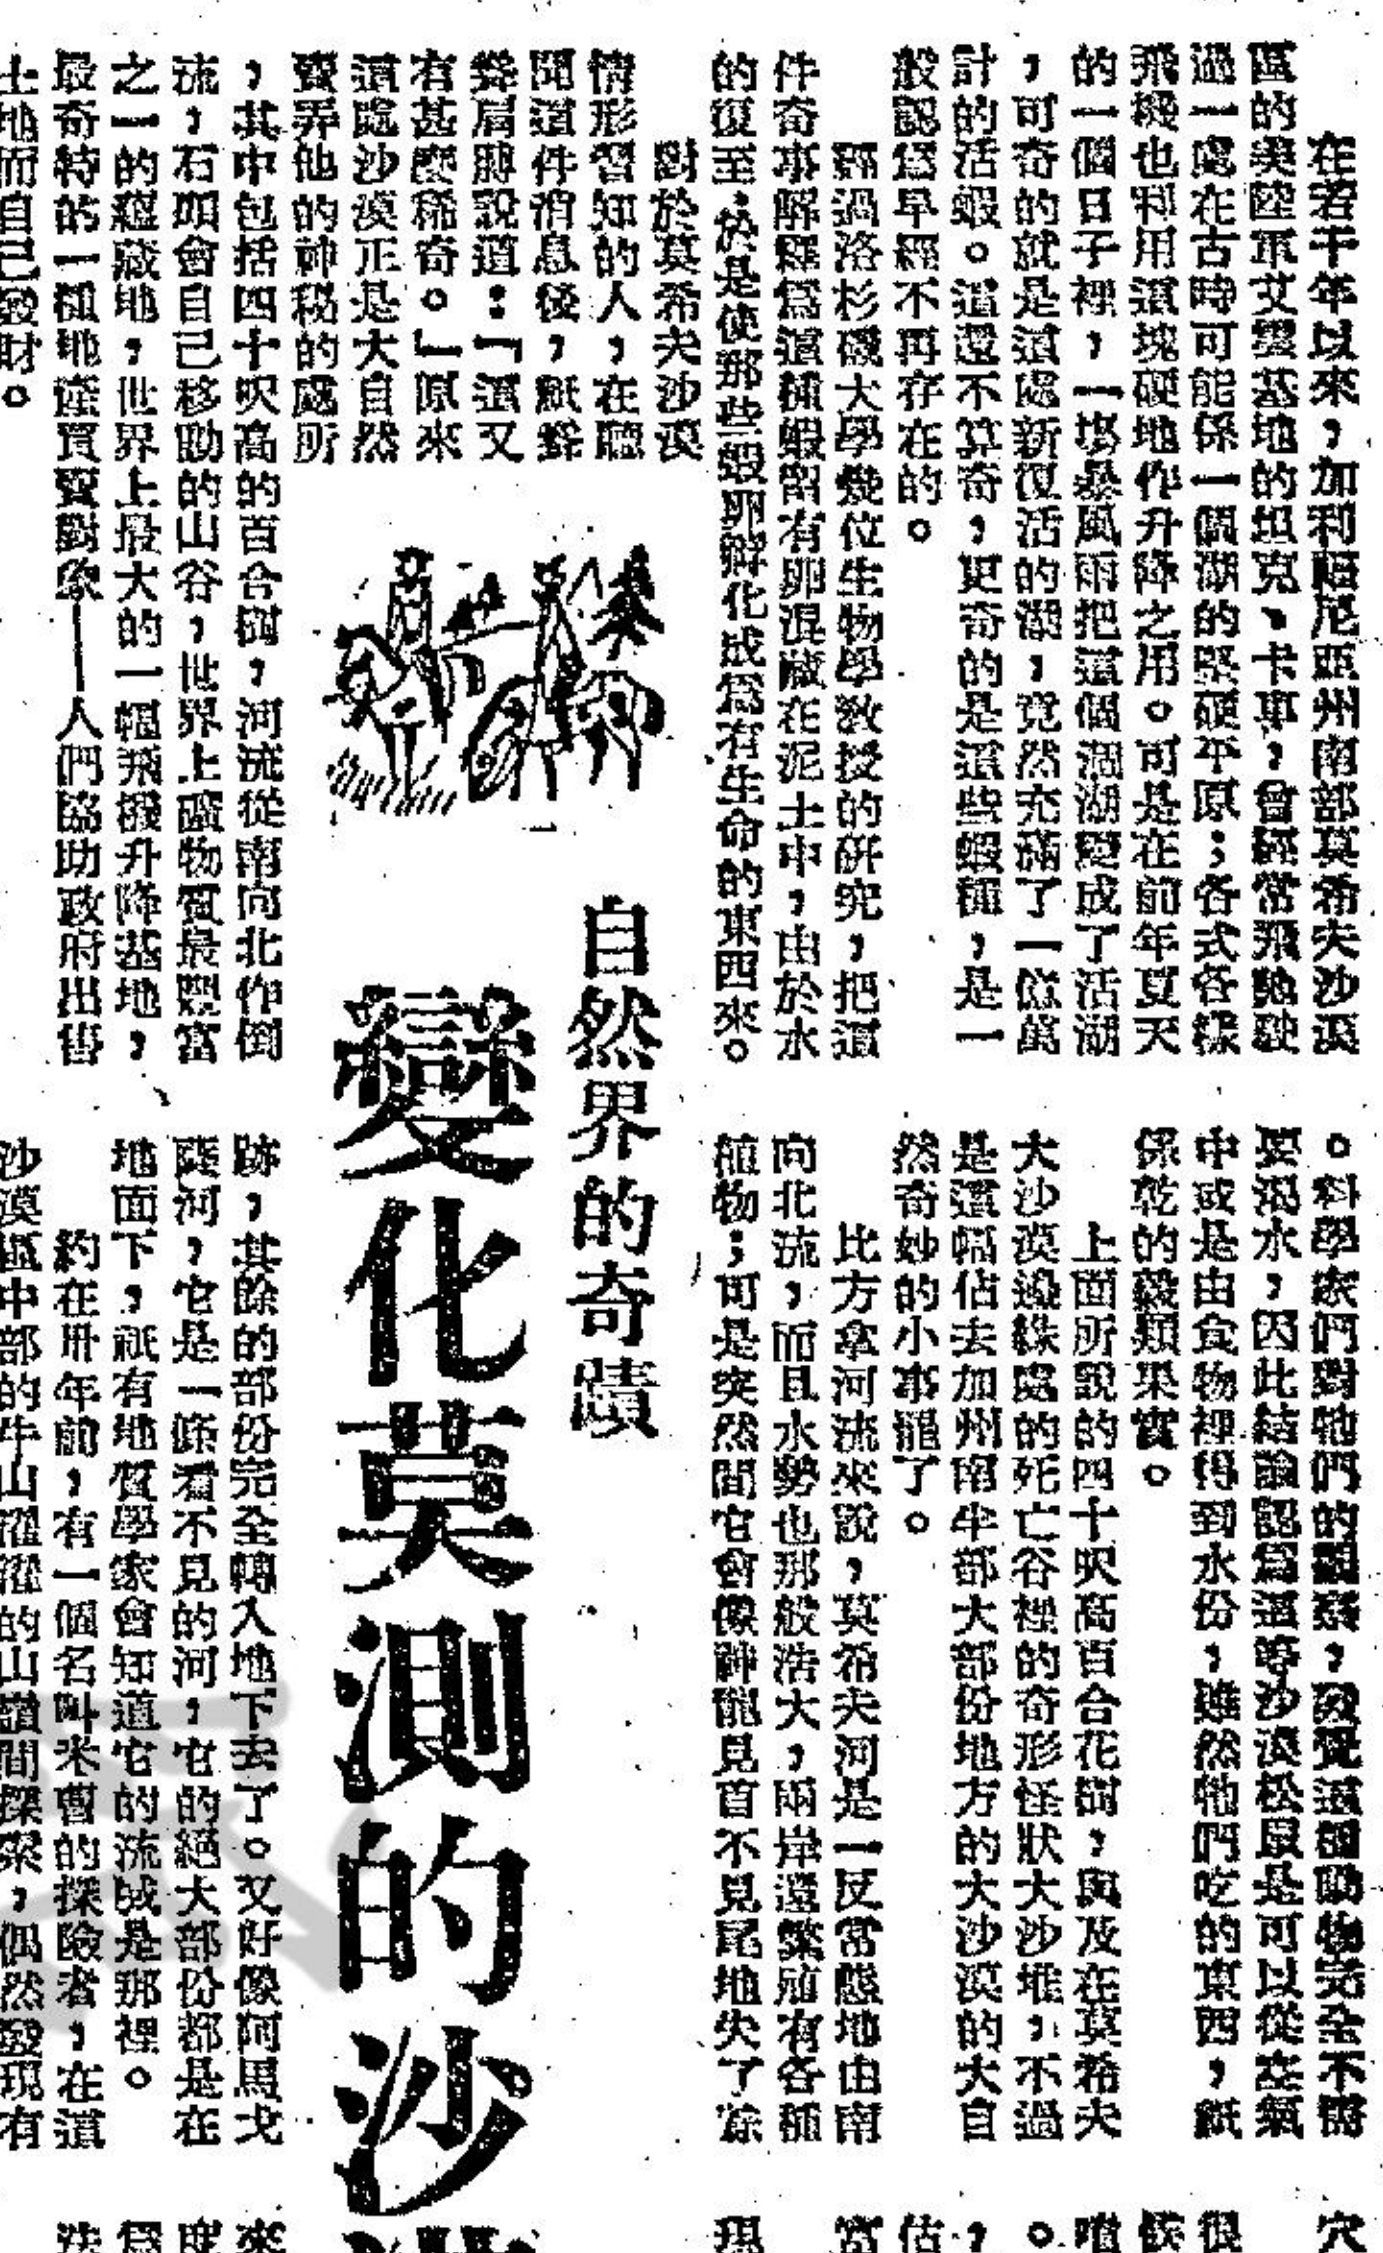 在若干年以來，加利福尼亞州南部莫希夫沙漠
區的美陸軍艾雲基地的坦克、卡車，曾經常飛馳駛
過一處在古時可能係一個湖的堅硬平原；各式各樣
飛機也利用這塊硬地作升降之用。可是在前年夏天
的一個日子裡，一塲暴風雨把這個涸湖變成了活湖
，可奇的就是這處新復活的湖，竟然充滿了一億萬
計的活蝦。這還不算奇，更奇的是這些蝦種，是一
般認爲早經不再存在的。
經過洛杉磯大學幾位生物學敎授的研究，把這
件奇事解釋爲這種蝦留有卵混藏在泥土中，由於水
的復至，於是使那些蝦卵孵化成爲有生命的東西來。
對於莫希夫沙漠
情形習知的人，在聽
聞這件消息後，祇聳
聳肩膊說道：「這又
有甚麽稀奇。」原來
這處沙漠正是大自然
賣弄他的神秘的處所
，其中包括四十呎高的百合樹，河流從南向北作倒
流，石頭會自己移動的山谷，世界上礦物質最豐富
之一的蘊藏地，世界上最大的一幅飛機升降基地，
最奇特的一種地產買賣對象——人們協助政府出售
土地而自己發財。
自然界的奇蹟
變化莫測的沙
。科學家們對牠們的觀察，發覺這種動物完全不需
要渴水，因此結論認爲這等沙漠松鼠是可以從空氣
中或是由食物裡得到水份，雖然牠們吃的東西，祇
係乾的穀類果實。
上面所說的四十呎高百合花樹，與及在莫希夫
大沙漠邊緣處的死亡谷裡的奇形怪狀大沙堆，不過
是這幅佔去加州南半部大部份地方的大沙漠的大自
然奇妙的小事罷了。
比方拿河流來說，莫希夫河是一反常態地由南
向北流，而且水勢也那般浩大，兩岸還繁殖有各種
植物；可是突然間它會像神龍見首不見尾地失了踪
跡，其餘的部份完全轉入地下去了。又好像阿馬戈
薩河，它是一條看不見的河，它的絕大部份都是在
地面下，祇有地質學家會知道它的流域是那裡。
約在卅年前，有一個名叫米曹的探險者，在這
沙漠區中部的牛山濯濯的山嶺間探索，偶然發現有
穴
很
係
噹
。
，
估
富
現
來
度
爲
法